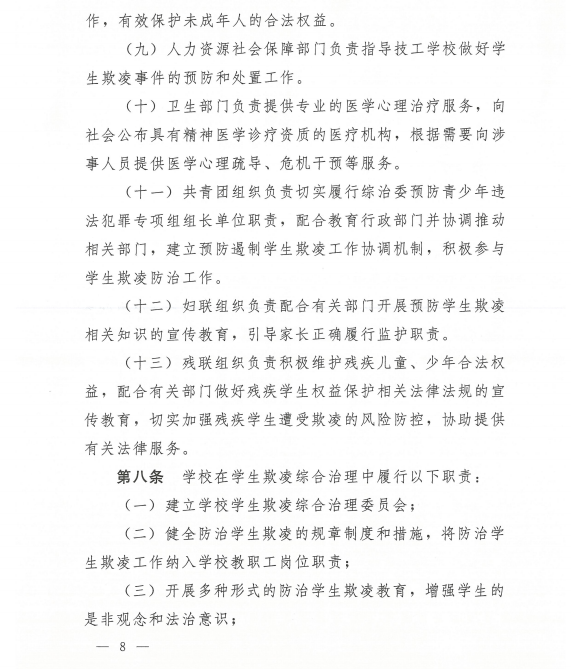 作，有效保护未成年人的合法权益。
（九）人力资源社会保障部门负责指导技工学校做好学
生欺凌事件的预防和处置工作。
（十）卫生部门负责提供专业的医学心理治疗服务，向
社会公布具有精神医学诊疗资质的医疗机构，根据需要向涉
事人员提供医学心理疏导、危机干预等服务。
（十一）共青团组织负责切实履行综治委预防青少年违
法犯罪专项组组长单位职责，配合教育行政部门并协调推动
相关部门，建立预防遏制学生欺凌工作协调机制，积极参与
学生欺凌防治工作。
（十二）妇联组织负责配合有关部门开展预防学生欺凌
相关知识的宣传教育，引导家长正确履行监护职责。
（十三）残联组织负责积极维护残疾儿童、少年合法权
益，配合有关部门做好残疾学生权益保护相关法律法规的宣
传教育，切实加强残疾学生遭受欺凌的风险防控，协助提供
有关法律服务。
第八条 学校在学生欺凌综合治理中履行以下职责：
（一）建立学校学生欺凌综合治理委员会；
（二）健全防治学生欺凌的规章制度和措施，将防治学
生欺凌工作纳入学校教职工岗位职责；
（三）开展多种形式的防治学生欺凌教育，增强学生的
是非观念和法治意识；
— 8 —